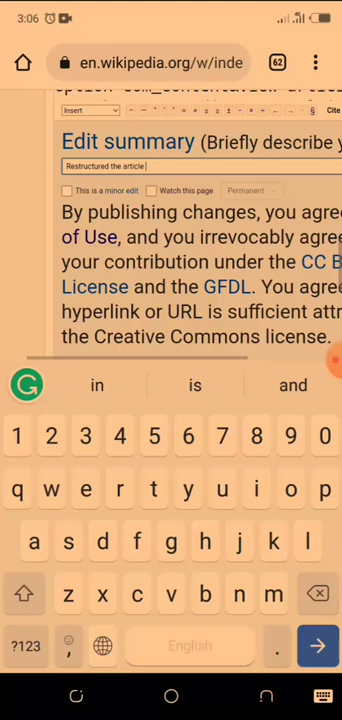 3:06
en.wikipedia.org/w/inde
62
Insert
Cite
Edit summary (Briefly describe y
Restructured the article
This is a minor edit
Watch this page
Permanent
By publishing changes, you agree
of Use, and you irrevocably agree
your contribution under the CC B
License and the GFDL. You agree
hyperlink or URL is sufficient attr
the Creative Commons license.
in is and
1 2 3 4 5 6 7 8 9 0
q w e r t y u i o p
a s d f g h j k l
z x c v b n m
?123 , English .